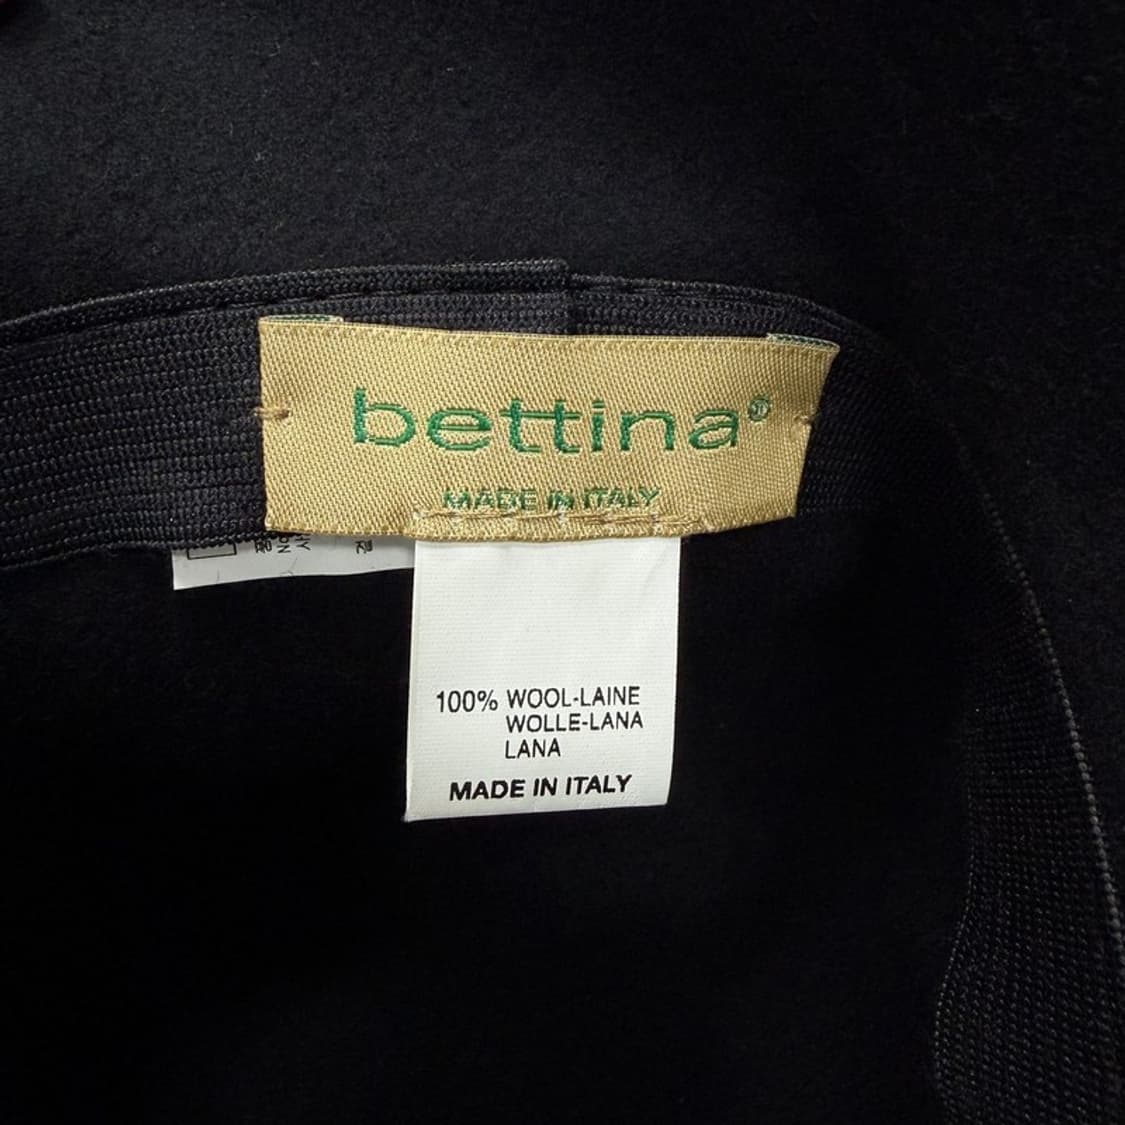 bettina®
MADE IN ITALY
100% WOOL-LAINE
WOLLE-LANA
LANA
MADE IN ITALY